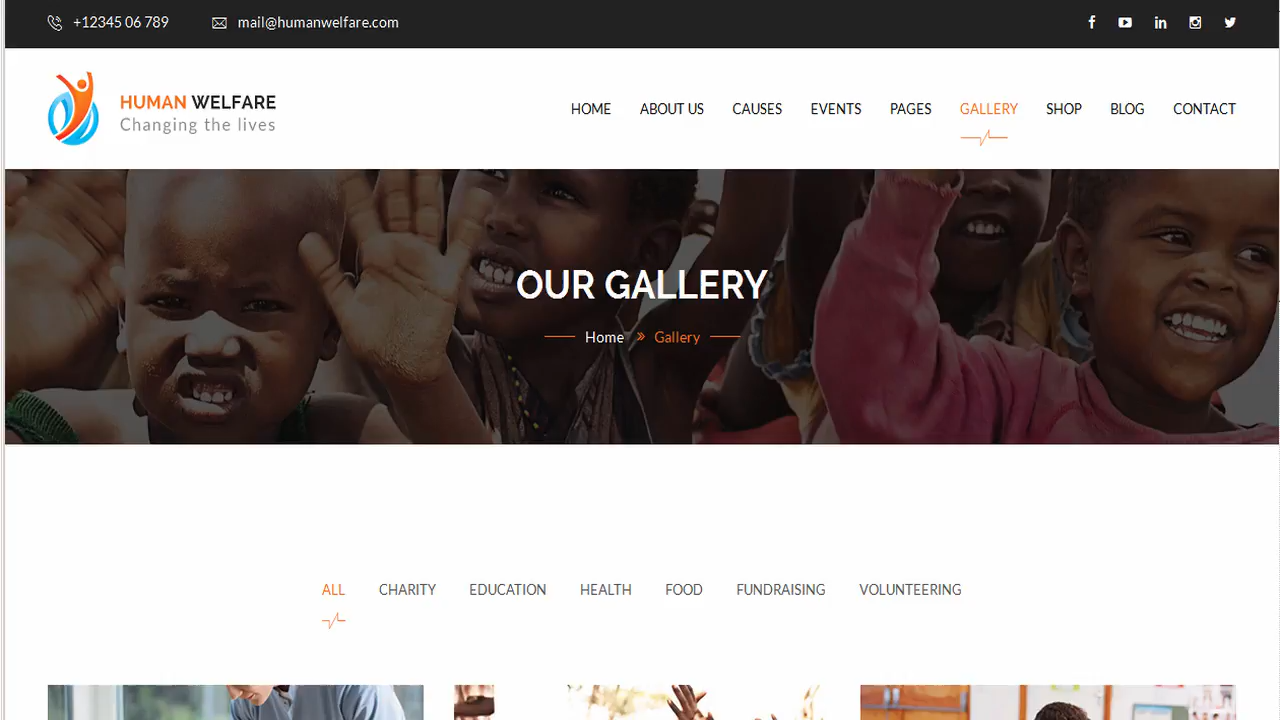 +12345 06 789 mail@humanwelfare.com
HUMAN WELFARE
Changing the lives
HOME ABOUT US CAUSES EVENTS PAGES GALLERY SHOP BLOG CONTACT
OUR GALLERY
Home » Gallery
ALL CHARITY EDUCATION HEALTH FOOD FUNDRAISING VOLUNTEERING